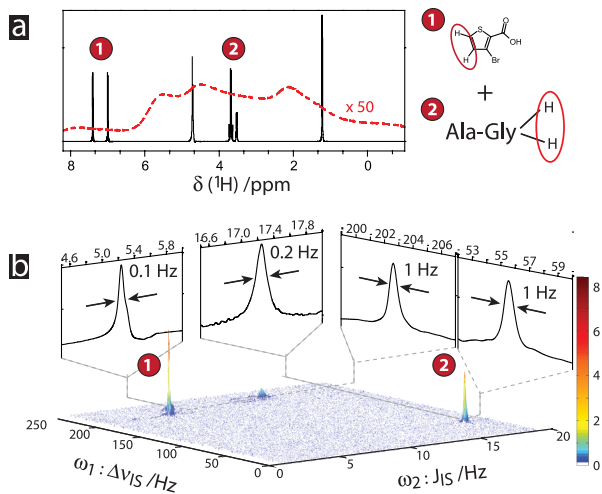 a
1
2
x 50
8
6
4
2
0
δ (¹H) /ppm
1
H
S
O
OH
H
Br
+
2
Ala-Gly
H
H
b
4.6 5.0 5.4 5.8
0.1 Hz
16.6 17.0 17.4 17.8
0.2 Hz
200 202 204 206
1 Hz
53 55 57 59
1 Hz
1
2
8
6
4
2
0
250
200
150
100
50
0
ω₁ : Δν_IS /Hz
0
5
10
15
20
ω₂ : J_IS /Hz